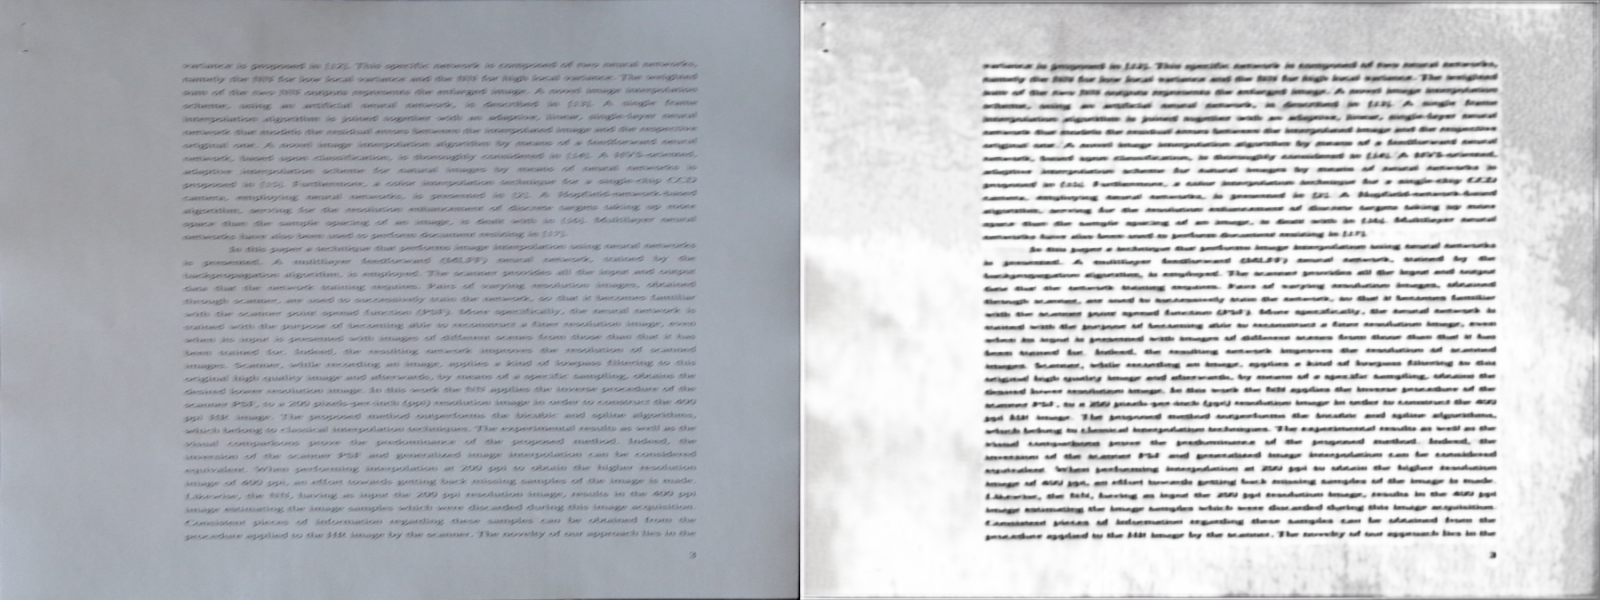 variance is proposed in [12]. This specific network is composed of two neural networks,
namely the NN for low local variance and the NN for high local variance. The weighted
sum of the two NN outputs represents the enlarged image. A novel image interpolation
scheme, using an artificial neural network, is described in [13]. A single frame
interpolation algorithm is joined together with an adaptive, linear, single-layer neural
network that models the residual errors between the interpolated image and the respective
original one. A novel image interpolation algorithm by means of a feedforward neural
network, based upon classification, is thoroughly considered in [14]. A HVS-oriented,
adaptive interpolation scheme for natural images by means of neural networks is
proposed in [15]. Furthermore, a color interpolation technique for a single-chip CCD
camera, employing neural networks, is presented in [2]. A Hopfield-network-based
algorithm, serving for the resolution enhancement of discrete targets taking up more
space than the sample spacing of an image, is dealt with in [16]. Multilayer neural
networks have also been used to perform document resizing in [17].
In this paper a technique that performs image interpolation using neural networks
is presented. A multilayer feedforward (MLFF) neural network, trained by the
backpropagation algorithm, is employed. The scanner provides all the input and output
data that the network training requires. Pairs of varying resolution images, obtained
through scanner, are used to successively train the network, so that it becomes familiar
with the scanner point spread function (PSF). More specifically, the neural network is
trained with the purpose of becoming able to reconstruct a finer resolution image, even
when its input is presented with images of different scenes from those than that it has
been trained for. Indeed, the resulting network improves the resolution of scanned
images. Scanner, while recording an image, applies a kind of lowpass filtering to this
original high quality image and afterwards, by means of a specific sampling, obtains the
desired lower resolution image. In this work the NN applies the inverse procedure of the
scanner PSF, to a 200 pixels-per-inch (ppi) resolution image in order to construct the 400
ppi HR image. The proposed method outperforms the bicubic and spline algorithms,
which belong to classical interpolation techniques. The experimental results as well as the
visual comparisons prove the predominance of the proposed method. Indeed, the
inversion of the scanner PSF and generalized image interpolation can be considered
equivalent. When performing interpolation at 200 ppi to obtain the higher resolution
image of 400 ppi, an effort towards getting back missing samples of the image is made.
Likewise, the NN, having as input the 200 ppi resolution image, results in the 400 ppi
image estimating the image samples which were discarded during this image acquisition.
Consistent pieces of information regarding these samples can be obtained from the
procedure applied to the HR image by the scanner. The novelty of our approach lies in the
3